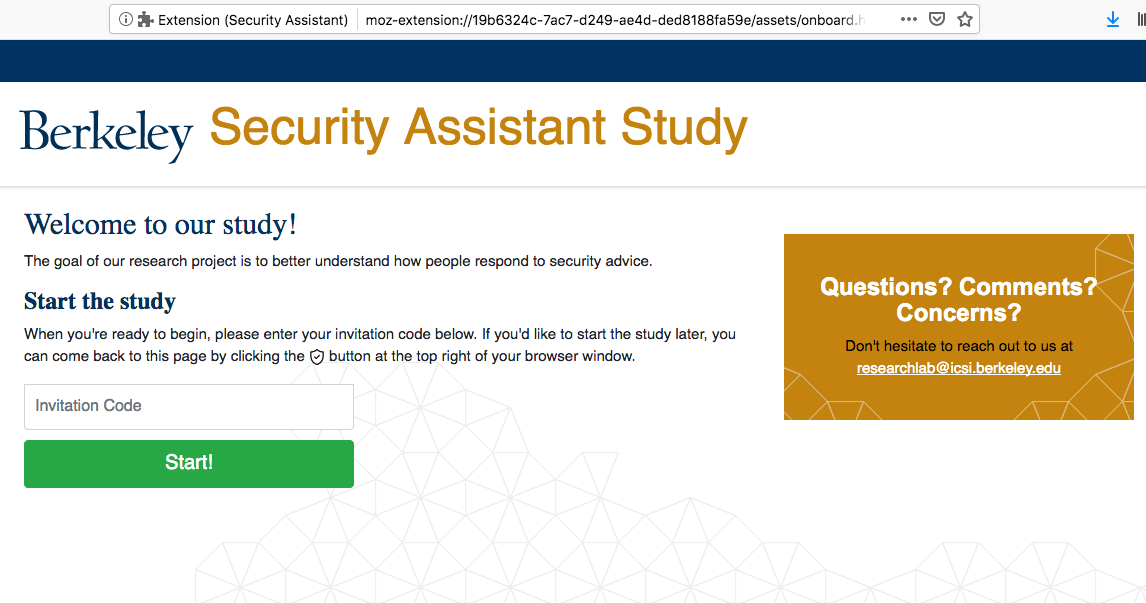 Extension (Security Assistant) moz-extension://19b6324c-7ac7-d249-ae4d-ded8188fa59e/assets/onboard.h
Berkeley Security Assistant Study
Welcome to our study!
The goal of our research project is to better understand how people respond to security advice.
Start the study
When you're ready to begin, please enter your invitation code below. If you'd like to start the study later, you
can come back to this page by clicking the button at the top right of your browser window.
Invitation Code
Start!
Questions? Comments?
Concerns?
Don't hesitate to reach out to us at
researchlab@icsi.berkeley.edu